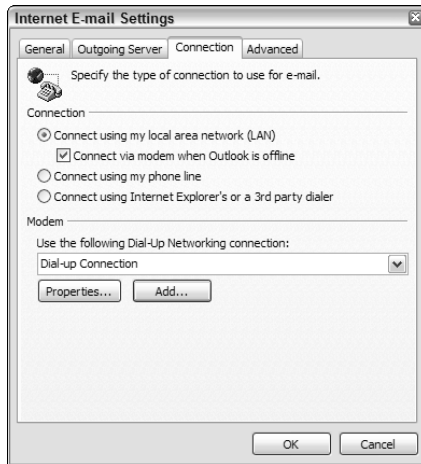 Internet E-mail Settings
General Outgoing Server Connection Advanced
Specify the type of connection to use for e-mail.
Connection
Connect using my local area network (LAN)
Connect via modem when Outlook is offline
Connect using my phone line
Connect using Internet Explorer's or a 3rd party dialer
Modem
Use the following Dial-Up Networking connection:
Dial-up Connection
Properties... Add...
OK Cancel